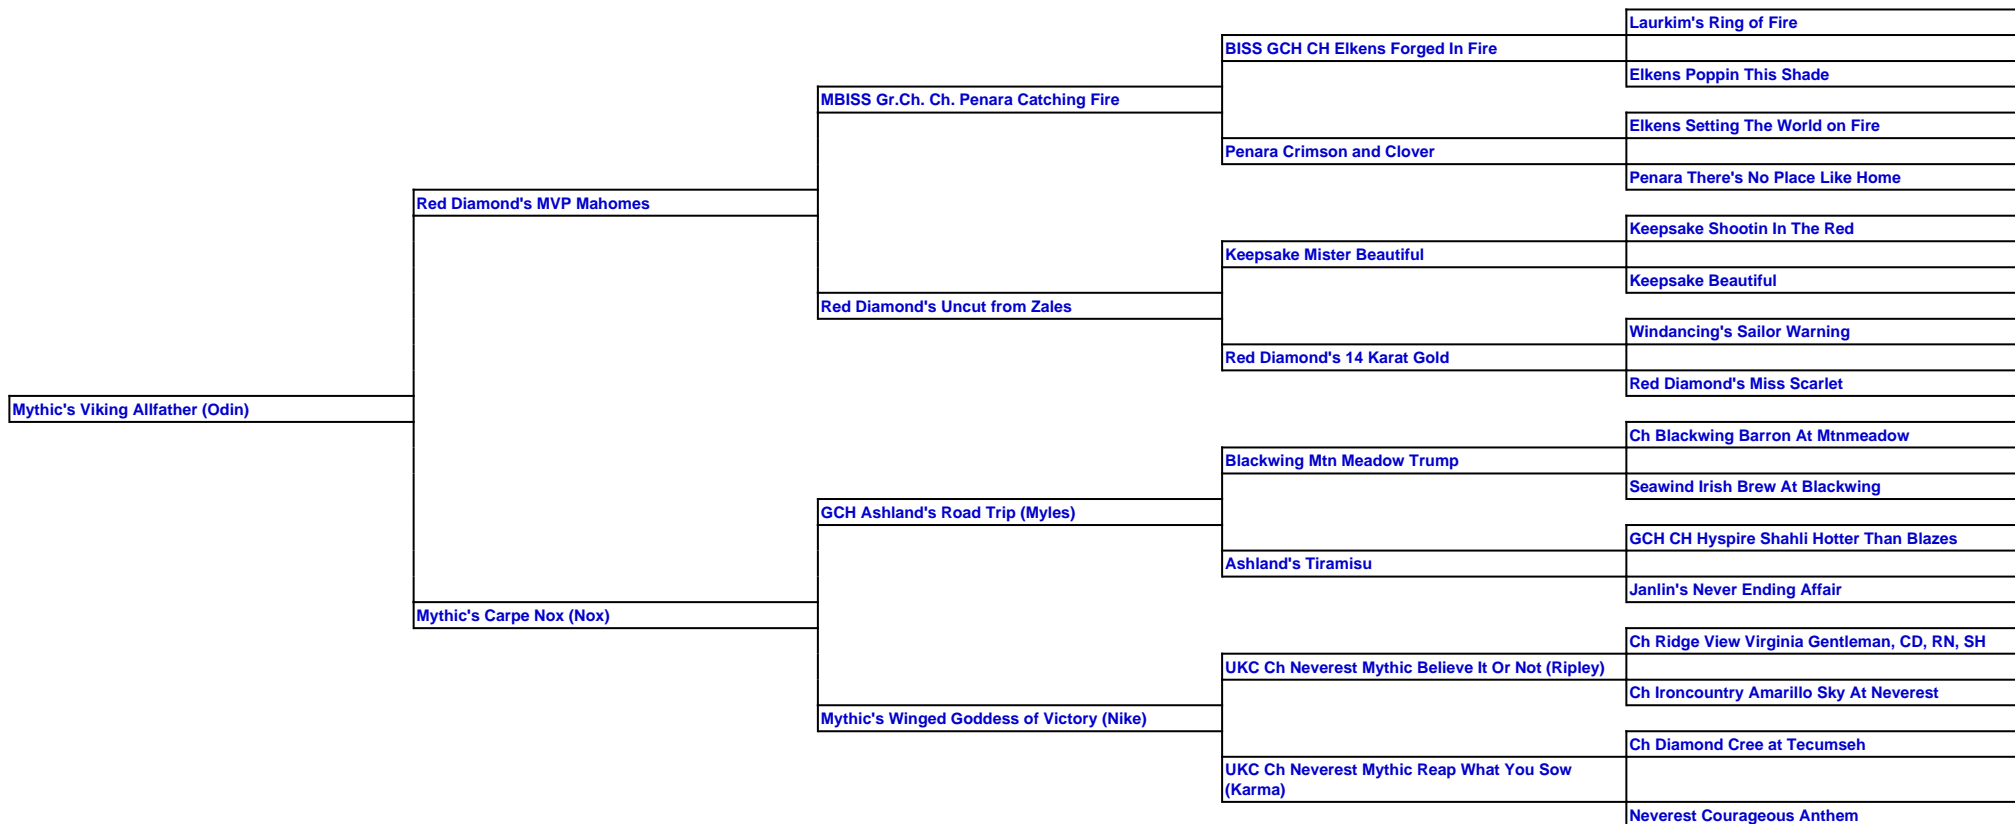 Laurkim's Ring of Fire
BISS GCH CH Elkens Forged In Fire
Elkens Poppin This Shade
MBISS Gr.Ch. Ch. Penara Catching Fire
Elkens Setting The World on Fire
Penara Crimson and Clover
Penara There's No Place Like Home
Red Diamond's MVP Mahomes
Keepsake Shootin In The Red
Keepsake Mister Beautiful
Keepsake Beautiful
Red Diamond's Uncut from Zales
Windancing's Sailor Warning
Red Diamond's 14 Karat Gold
Red Diamond's Miss Scarlet
Mythic's Viking Allfather (Odin)
Ch Blackwing Barron At Mtnmeadow
Blackwing Mtn Meadow Trump
Seawind Irish Brew At Blackwing
GCH Ashland's Road Trip (Myles)
GCH CH Hyspire Shahli Hotter Than Blazes
Ashland's Tiramisu
Janlin's Never Ending Affair
Mythic's Carpe Nox (Nox)
Ch Ridge View Virginia Gentleman, CD, RN, SH
UKC Ch Neverest Mythic Believe It Or Not (Ripley)
Ch Ironcountry Amarillo Sky At Neverest
Mythic's Winged Goddess of Victory (Nike)
Ch Diamond Cree at Tecumseh
UKC Ch Neverest Mythic Reap What You Sow
(Karma)
Neverest Courageous Anthem